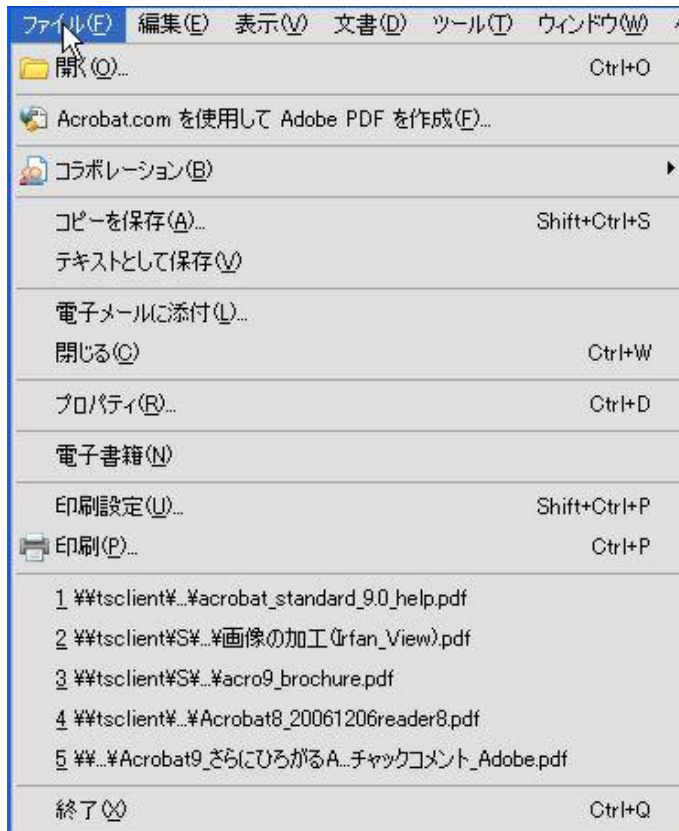 ファイル(F) 編集(E) 表示(V) 文書(D) ツール(T) ウィンドウ(W)
開く(O)... Ctrl+O
Acrobat.com を使用して Adobe PDF を作成(F)...
コラボレーション(B)
コピーを保存(A)... Shift+Ctrl+S
テキストとして保存(V)
電子メールに添付(L)...
閉じる(C) Ctrl+W
プロパティ(R)... Ctrl+D
電子書籍(N)
印刷設定(U)... Shift+Ctrl+P
印刷(P)... Ctrl+P
1 ¥¥tsclient¥...¥acrobat_standard_9.0_help.pdf
2 ¥¥tsclient¥S¥...¥画像の加工(Irfan_View).pdf
3 ¥¥tsclient¥S¥...¥acro9_brochure.pdf
4 ¥¥tsclient¥...¥Acrobat8_20061206reader8.pdf
5 ¥¥...¥Acrobat9_さらにひろがるA...チャックコメント_Adobe.pdf
終了(X) Ctrl+Q